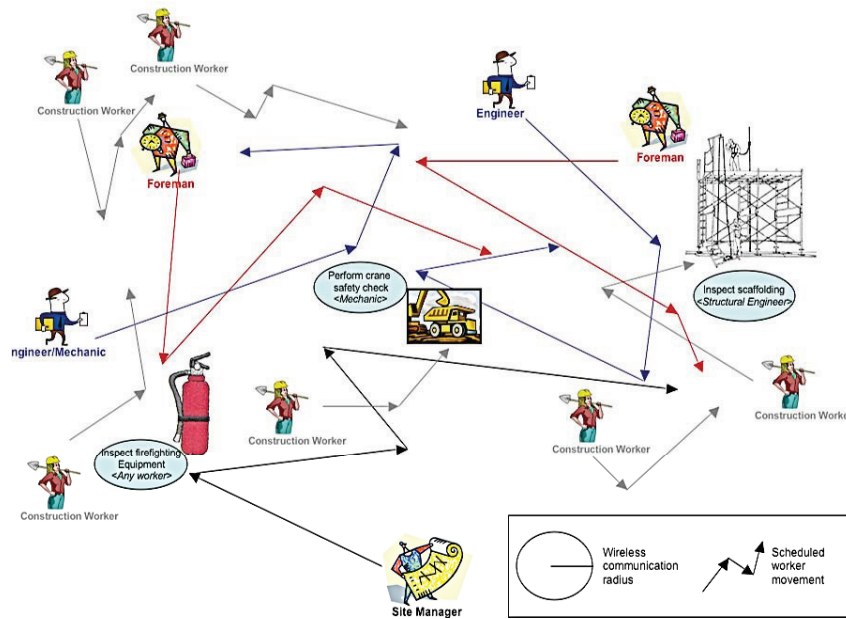 Construction Worker
Construction Worker
Engineer
Foreman
Foreman
Perform crane
safety check
<Mechanic>
Inspect scaffolding
<Structural Engineer>
ngineer/Mechanic
Construction Worker
Construction Worker
Construction Worke
Inspect firefighting
Equipment
<Any worker>
Construction Worker
Site Manager
Wireless
communication
radius
Scheduled
worker
movement